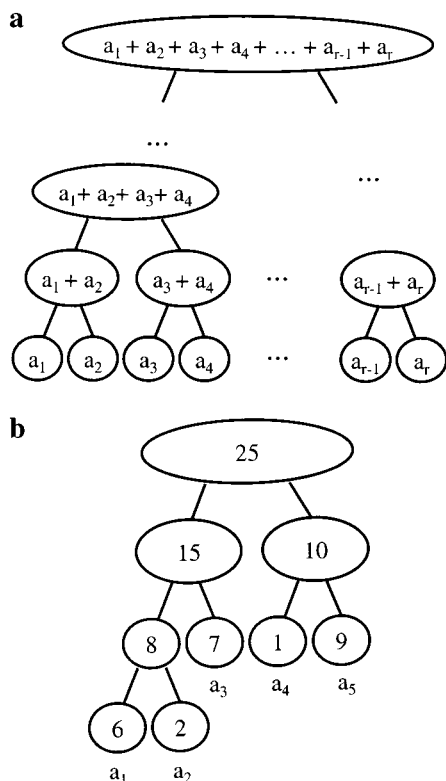 a
a₁ + a₂ + a₃ + a₄ + ... + aᵣ₋₁ + aᵣ
... ...
a₁ + a₂ + a₃ + a₄
a₁ + a₂ a₃ + a₄ ... aᵣ₋₁ + aᵣ
a₁ a₂ a₃ a₄ ... aᵣ₋₁ aᵣ
b
25
15 10
8 7 1 9
a₃ a₄ a₅
6 2
a₁ a₂